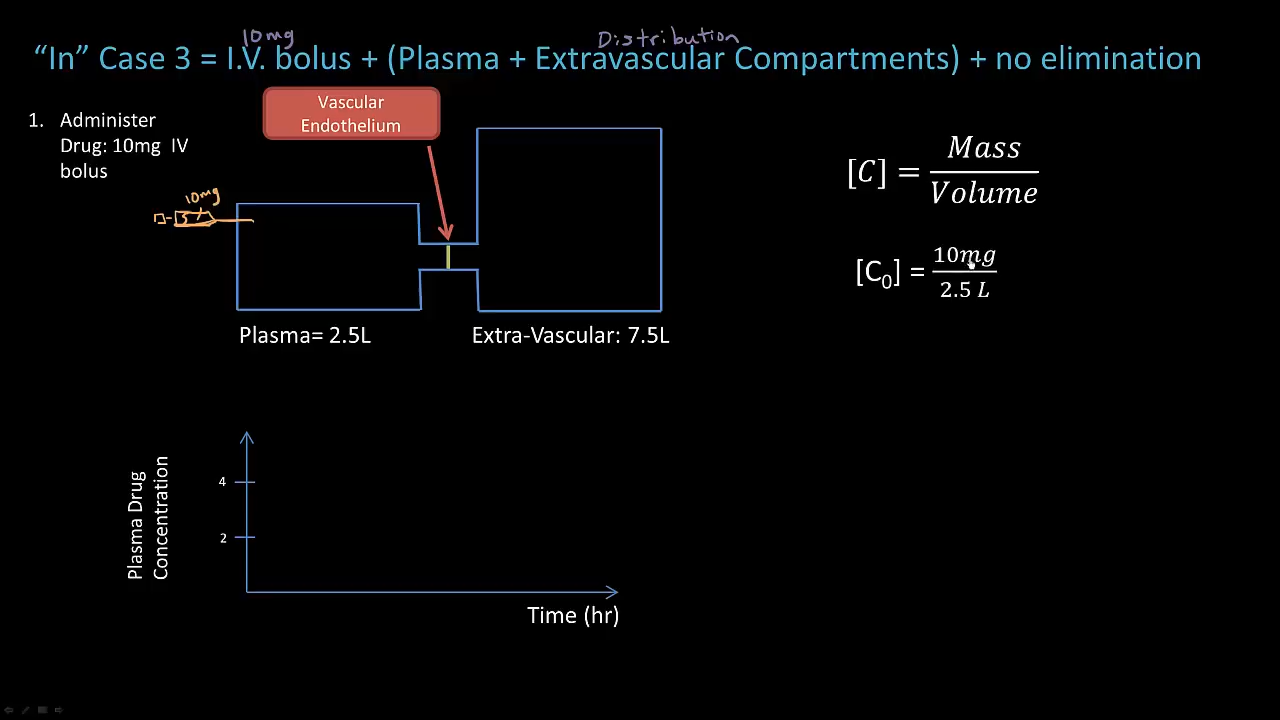 10mg
Distribution
“In” Case 3 = I.V. bolus + (Plasma + Extravascular Compartments) + no elimination
1. Administer
Drug: 10mg IV
bolus
Vascular
Endothelium
10mg
Plasma= 2.5L
Extra-Vascular: 7.5L
[C] = Mass / Volume
[C0] = 10mg / 2.5 L
Plasma Drug
Concentration
4
2
Time (hr)